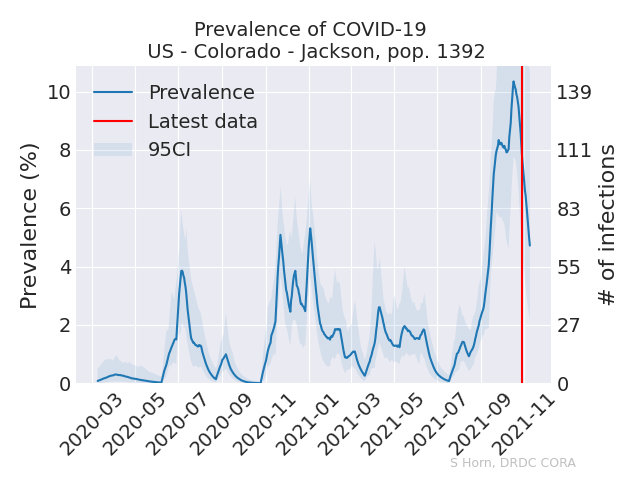 Prevalence of COVID-19
US - Colorado - Jackson, pop. 1392
Prevalence
Latest data
95CI
Prevalence (%)
10
8
6
4
2
0
139
111
83
55
27
0
# of infections
2020-03
2020-05
2020-07
2020-09
2020-11
2021-01
2021-03
2021-05
2021-07
2021-09
2021-11
S Horn, DRDC CORA